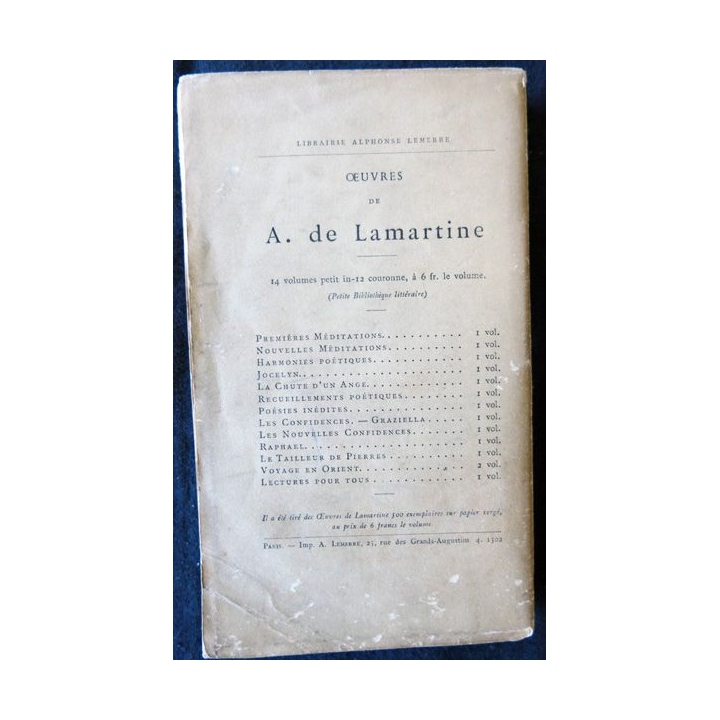 LIBRAIRIE ALPHONSE LEMERRE
ŒUVRES
DE
A. de Lamartine
14 volumes petit in-12 couronne, à 6 fr. le volume.
(Petite Bibliothèque littéraire)
PREMIÈRES MÉDITATIONS. . . . . . . . . . . 1 vol.
NOUVELLES MÉDITATIONS. . . . . . . . . . 1 vol.
HARMONIES POÉTIQUES. . . . . . . . . . . . 1 vol.
JOCELYN. . . . . . . . . . . . . . . . . . . . 1 vol.
LA CHUTE D'UN ANGE. . . . . . . . . . . . 1 vol.
RECUEILLEMENTS POÉTIQUES. . . . . . . . 1 vol.
POÉSIES INÉDITES. . . . . . . . . . . . . . . 1 vol.
LES CONFIDENCES. — GRAZIELLA . . . . . 1 vol.
LES NOUVELLES CONFIDENCES. . . . . . . 1 vol.
RAPHAEL. . . . . . . . . . . . . . . . . . . . 1 vol.
LE TAILLEUR DE PIERRES . . . . . . . . . . 1 vol.
VOYAGE EN ORIENT. . . . . . . . . . . . . . 2 vol.
LECTURES POUR TOUS . . . . . . . . . . . . 1 vol.
Il a été tiré des Œuvres de Lamartine 300 exemplaires sur papier vergé,
au prix de 6 francs le volume.
PARIS. — Imp. A. LEMERRE, 25, rue des Grands-Augustins 4. 1302